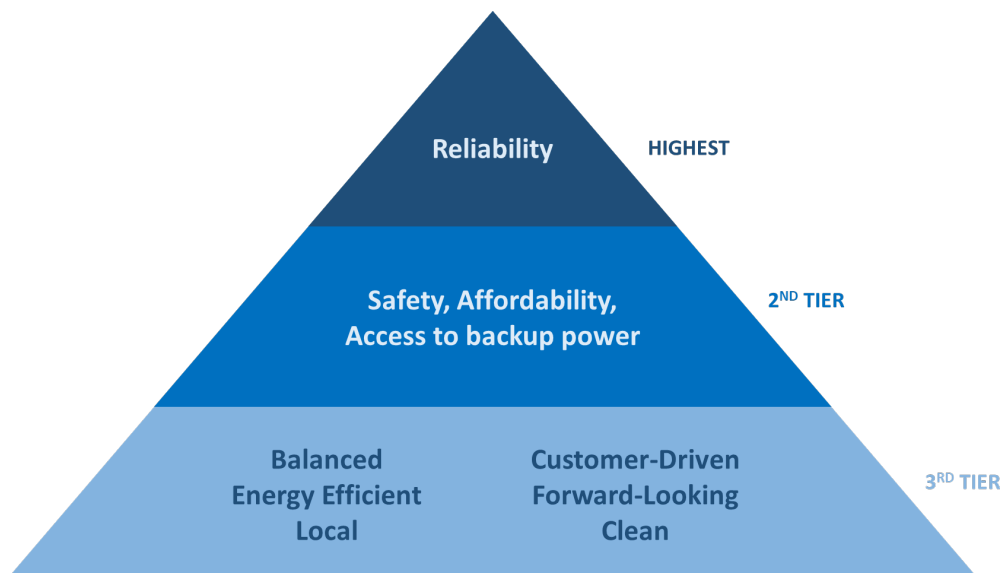 Reliability
HIGHEST
Safety, Affordability,
Access to backup power
2ND TIER
Balanced
Energy Efficient
Local
Customer-Driven
Forward-Looking
Clean
3RD TIER